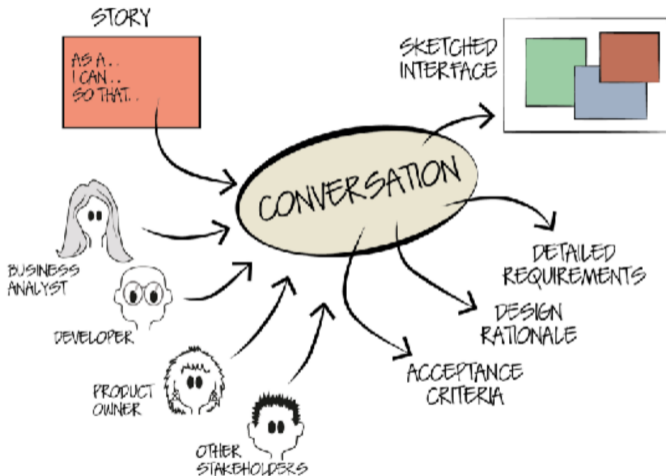 STORY
AS A...
I CAN...
SO THAT...
SKETCHED
INTERFACE
CONVERSATION
BUSINESS
ANALYST
DEVELOPER
PRODUCT
OWNER
OTHER
STAKEHOLDERS
DETAILED
REQUIREMENTS
DESIGN
RATIONALE
ACCEPTANCE
CRITERIA